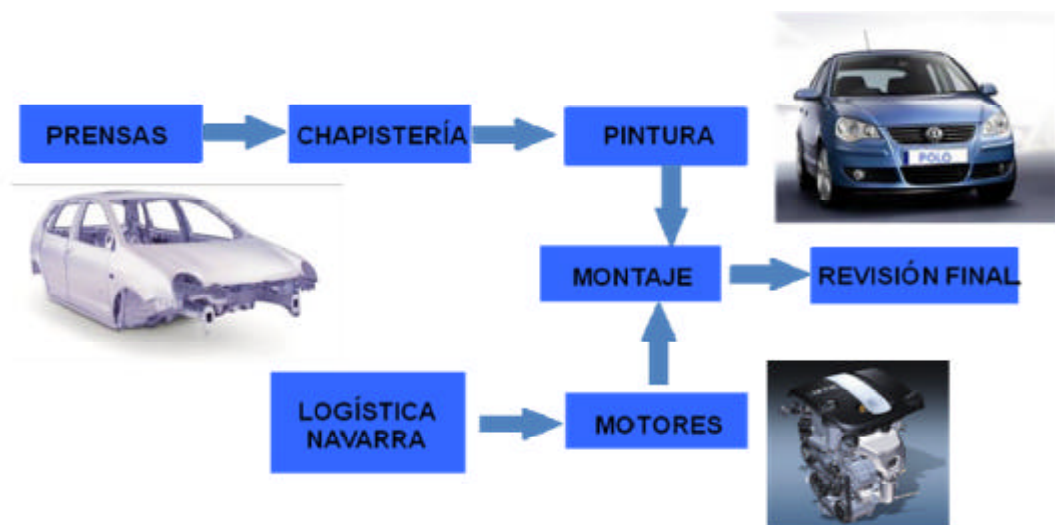 PRENSAS
CHAPISTERÍA
PINTURA
POLO
MONTAJE
REVISIÓN FINAL
LOGÍSTICA
NAVARRA
MOTORES